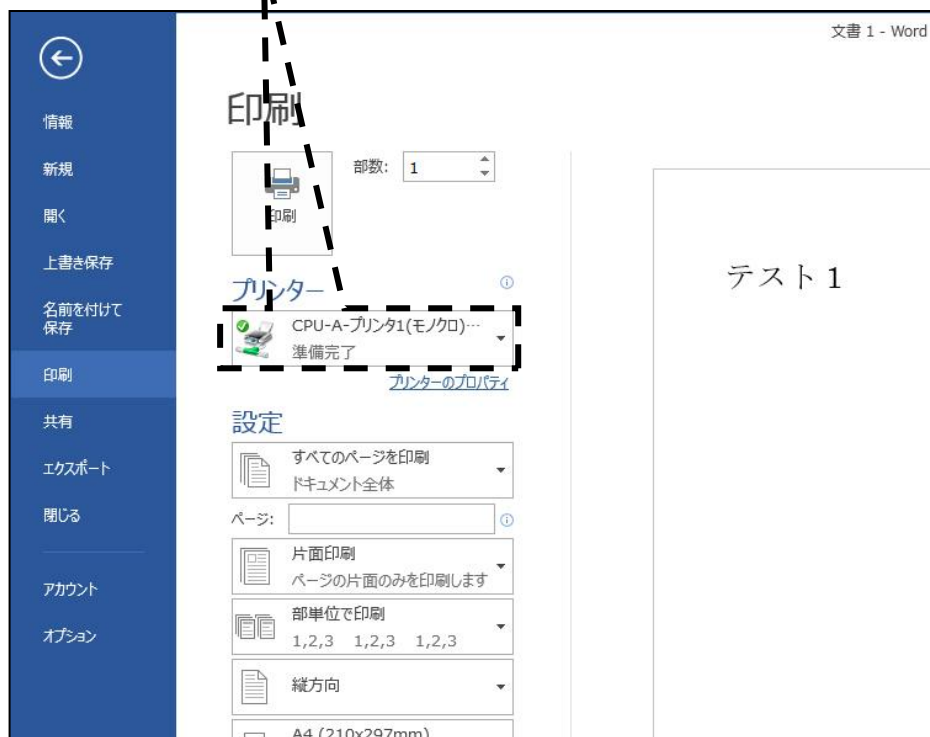 文書 1 - Word
情報
新規
開く
上書き保存
名前を付けて
保存
印刷
共有
エクスポート
閉じる
アカウント
オプション
印刷
印刷
部数: 1
プリンター
CPU-A-プリンタ1(モノクロ)…
準備完了
プリンターのプロパティ
設定
すべてのページを印刷
ドキュメント全体
ページ:
片面印刷
ページの片面のみを印刷します
部単位で印刷
1,2,3 1,2,3 1,2,3
縦方向
A4 (210x297mm)
テスト 1